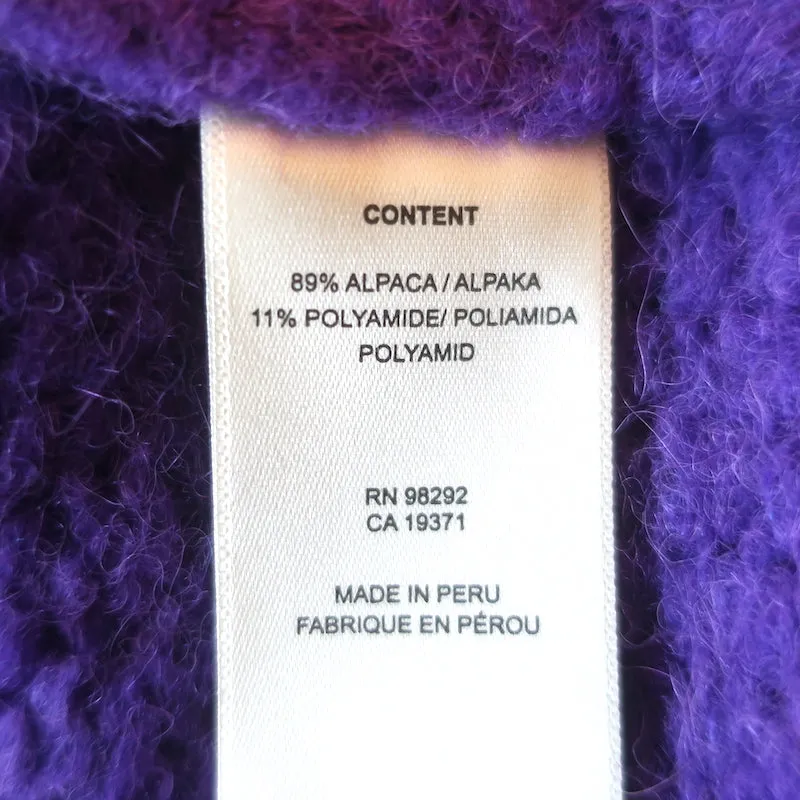 CONTENT
89% ALPACA / ALPAKA
11% POLYAMIDE/ POLIAMIDA
POLYAMID
RN 98292
CA 19371
MADE IN PERU
FABRIQUE EN PÉROU